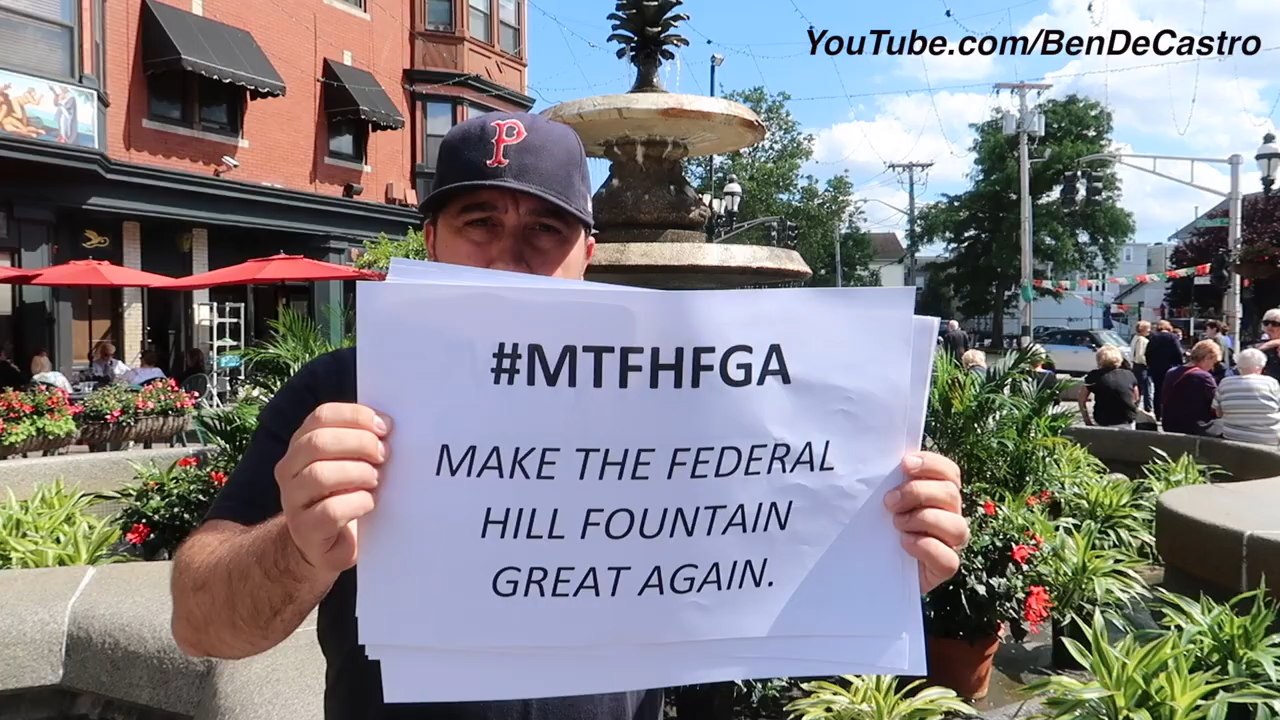 YouTube.com/BenDeCastro
P
#MTFHFGA
MAKE THE FEDERAL
HILL FOUNTAIN
GREAT AGAIN.